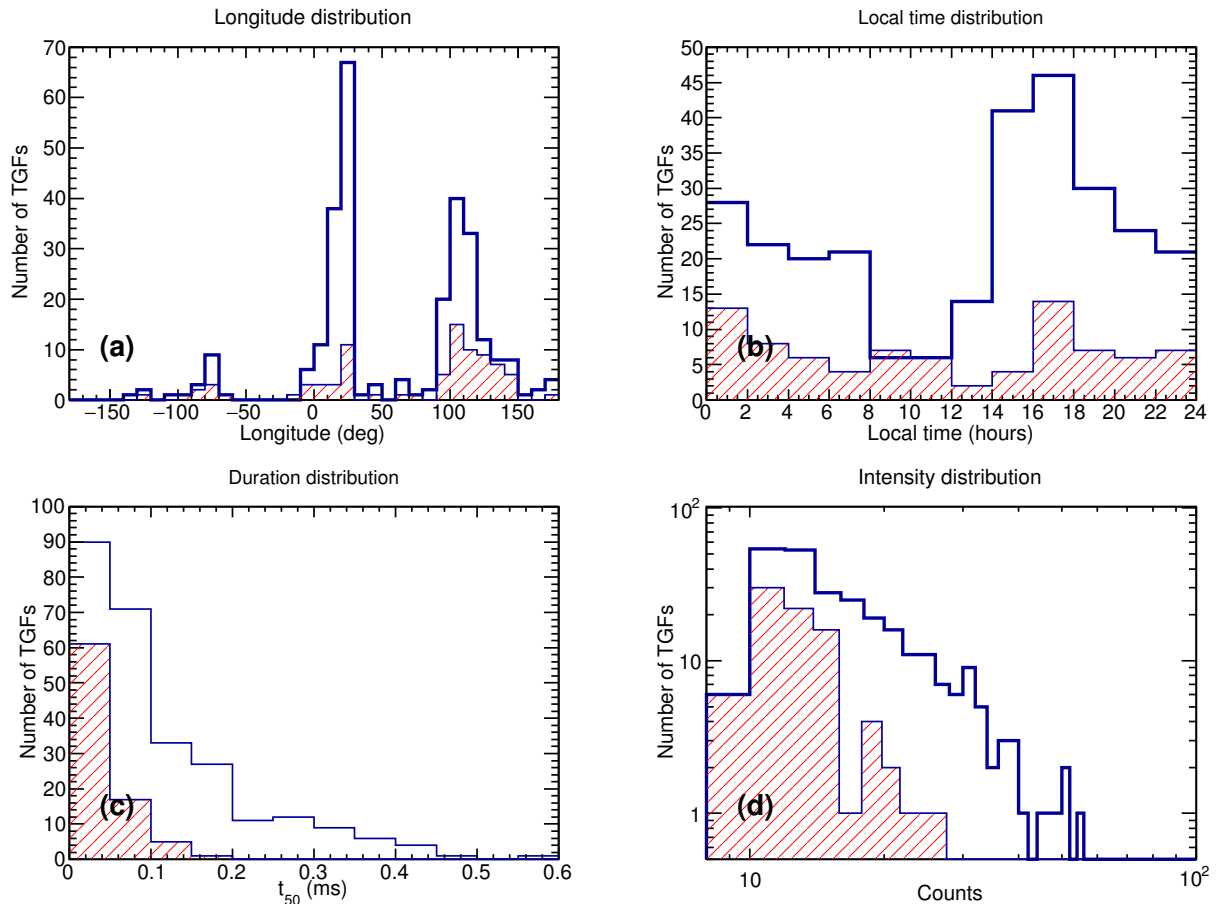 Longitude distribution
Number of TGFs
70
60
50
40
30
20
10
0
(a)
−150 −100 −50 0 50 100 150
Longitude (deg)
Local time distribution
Number of TGFs
50
45
40
35
30
25
20
15
10
5
0
(b)
0 2 4 6 8 10 12 14 16 18 20 22 24
Local time (hours)
Duration distribution
Number of TGFs
100
90
80
70
60
50
40
30
20
10
0
(c)
0 0.1 0.2 0.3 0.4 0.5 0.6
t50 (ms)
Intensity distribution
Number of TGFs
10²
10
1
(d)
10 10²
Counts